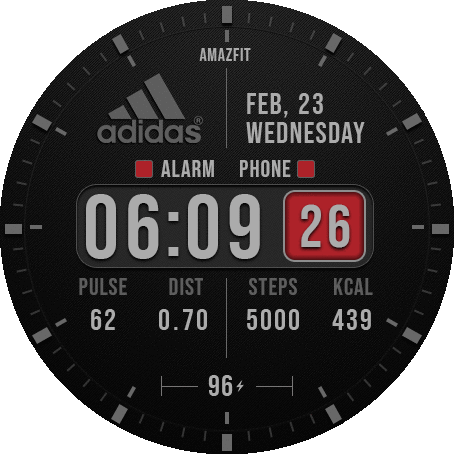 AMAZFIT
adidas®
FEB, 23
WEDNESDAY
ALARM PHONE
06:09 26
PULSE DIST STEPS KCAL
62 0.70 5000 439
96